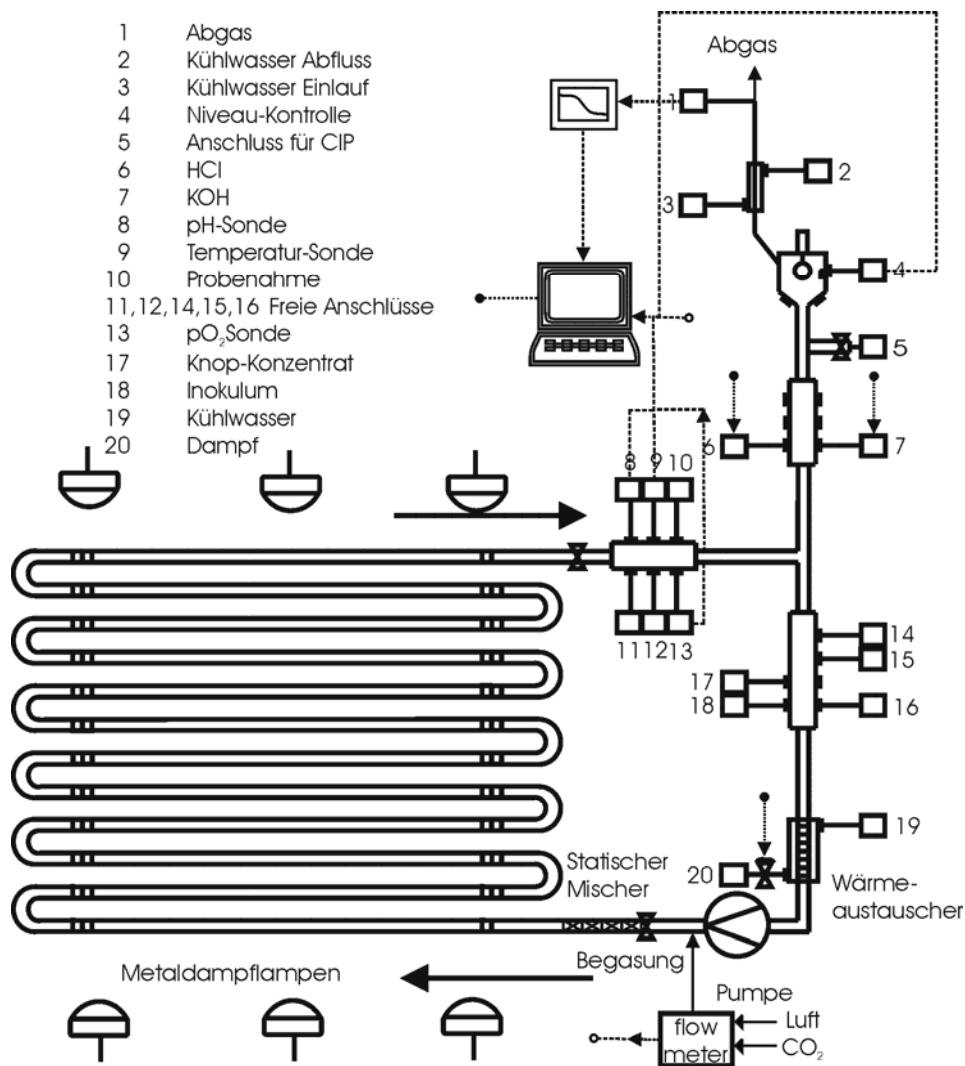 1 Abgas
2 Kühlwasser Abfluss
3 Kühlwasser Einlauf
4 Niveau-Kontrolle
5 Anschluss für CIP
6 HCl
7 KOH
8 pH-Sonde
9 Temperatur-Sonde
10 Probenahme
11,12,14,15,16 Freie Anschlüsse
13 pO₂Sonde
17 Knop-Konzentrat
18 Inokulum
19 Kühlwasser
20 Dampf
Abgas
1
2
3
4
5
6
7
8 9 10
11 12 13
14
15
17
18
16
19
20
Statischer
Mischer
Wärme-
austauscher
Begasung
Metaldampflampen
Pumpe
flow
meter
Luft
CO₂